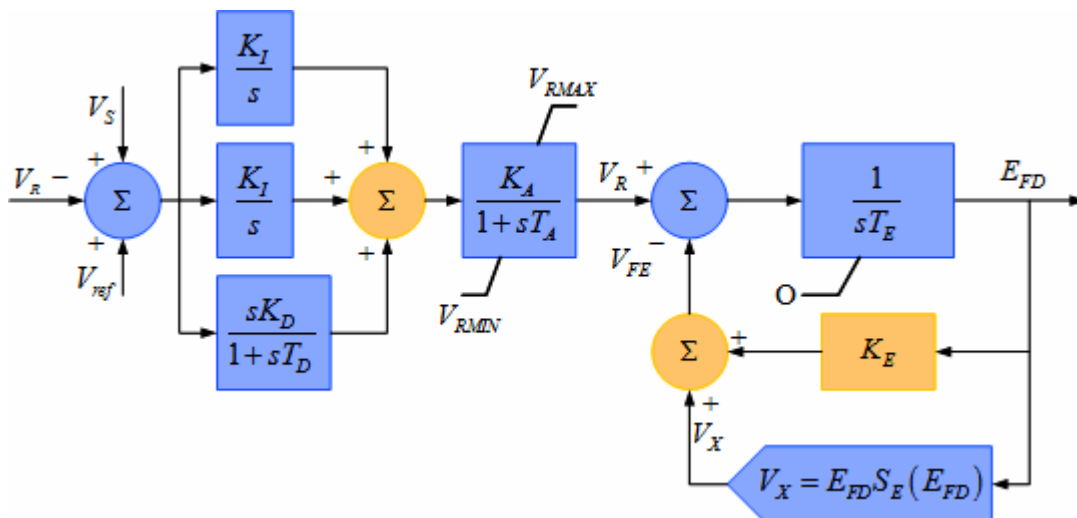 K_I / s
V_RMAX
V_S
+
V_R −
Σ
K_I / s
+
+
Σ
K_A / 1 + sT_A
V_R +
Σ
1 / sT_E
E_FD
+
V_ref
+
V_FE −
O
sK_D / 1 + sT_D
V_RMIN
Σ
+
K_E
+
V_X
V_X = E_FD S_E (E_FD)